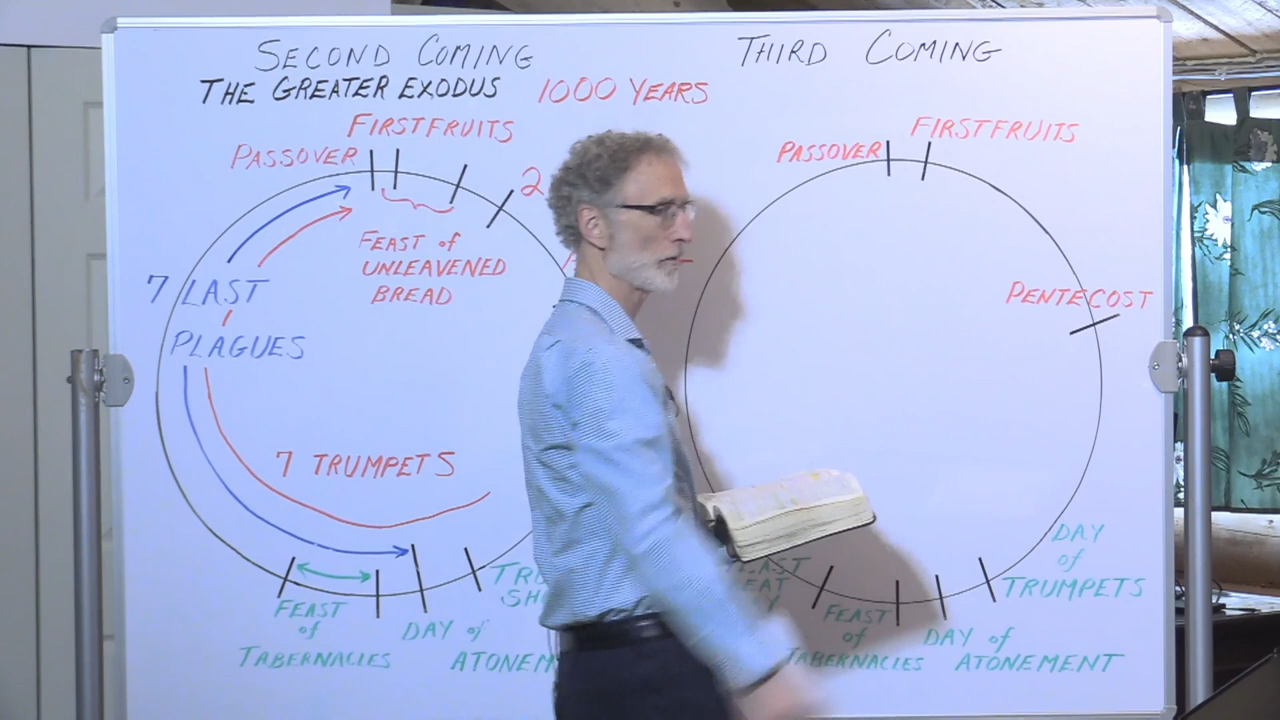 SECOND COMING
THE GREATER EXODUS 1000 YEARS
FIRSTFRUITS
PASSOVER
2
FEAST of
UNLEAVENED
BREAD
7 LAST
PLAGUES
7 TRUMPETS
FEAST
of
TABERNACLES
DAY of
THIRD COMING
FIRSTFRUITS
PASSOVER
PENTECOST
DAY
of
TRUMPETS
FEAST
of
TABERNACLES
DAY of
ATONEMENT